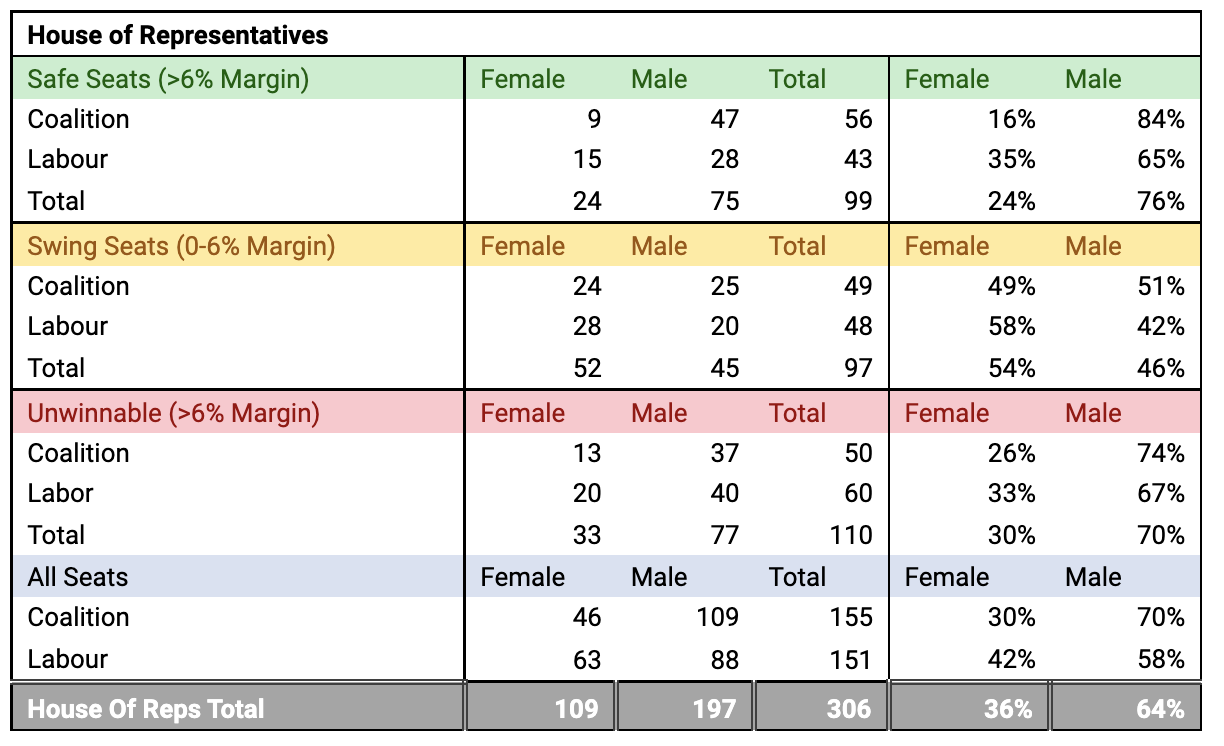 House of Representatives
Safe Seats (>6% Margin) Female Male Total Female Male
Coalition 9 47 56 16% 84%
Labour 15 28 43 35% 65%
Total 24 75 99 24% 76%
Swing Seats (0-6% Margin) Female Male Total Female Male
Coalition 24 25 49 49% 51%
Labour 28 20 48 58% 42%
Total 52 45 97 54% 46%
Unwinnable (>6% Margin) Female Male Total Female Male
Coalition 13 37 50 26% 74%
Labor 20 40 60 33% 67%
Total 33 77 110 30% 70%
All Seats Female Male Total Female Male
Coalition 46 109 155 30% 70%
Labour 63 88 151 42% 58%
House Of Reps Total 109 197 306 36% 64%